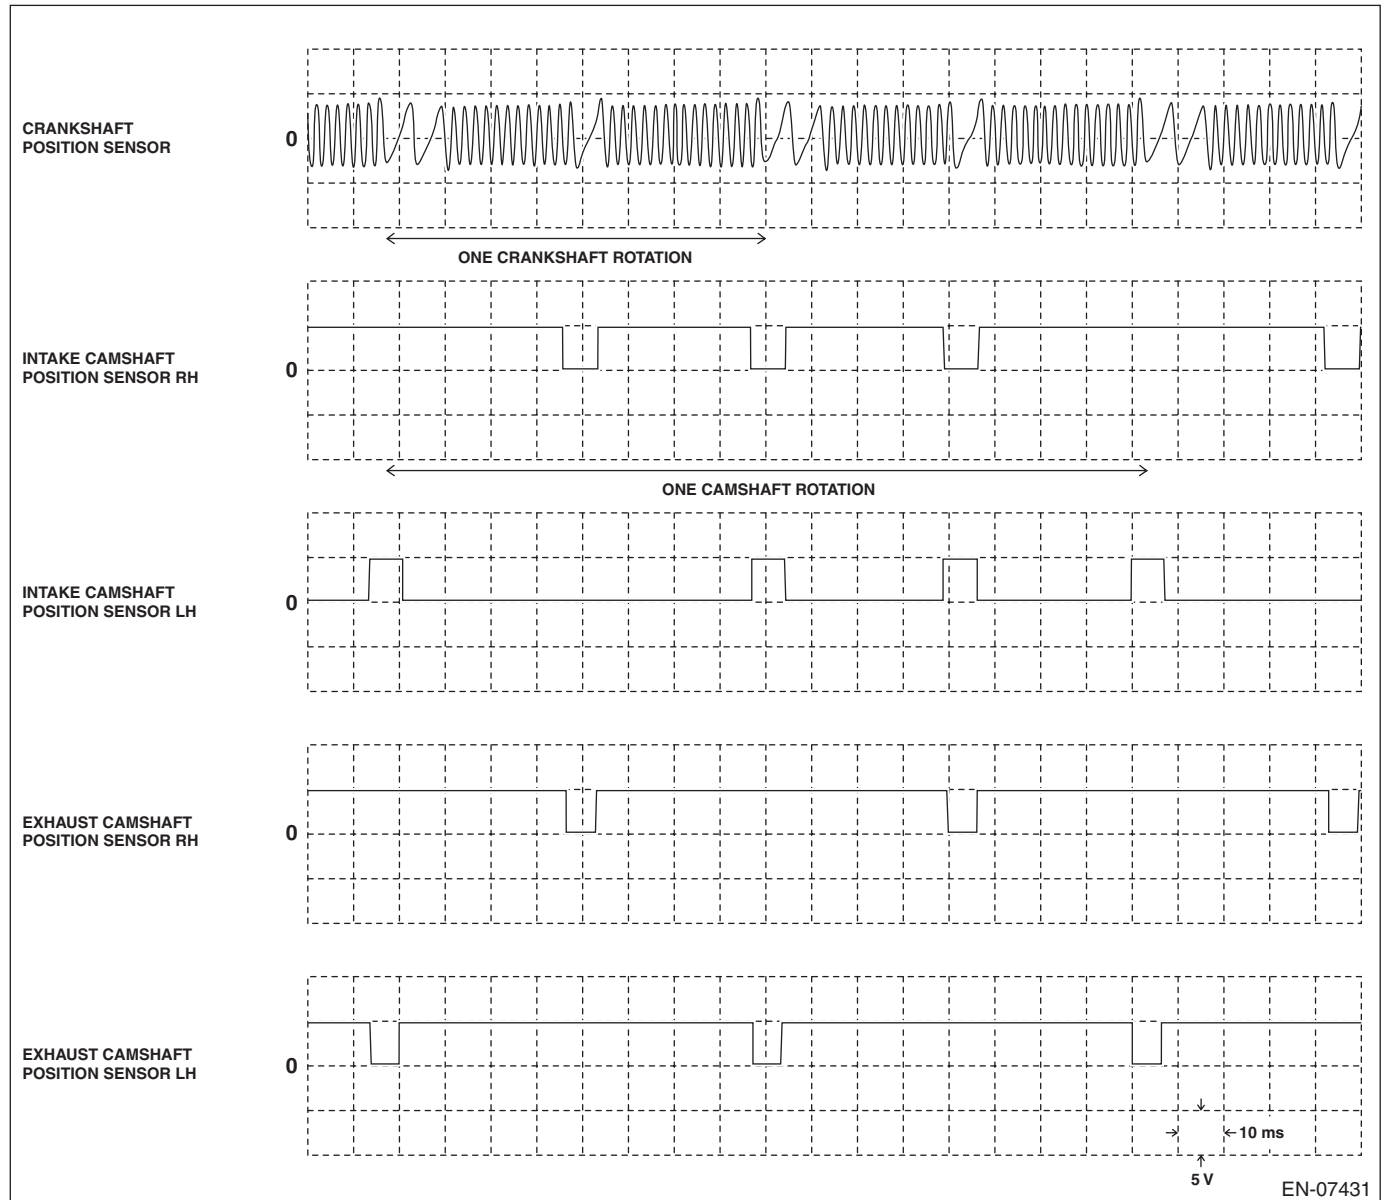 CRANKSHAFT
POSITION SENSOR
0
ONE CRANKSHAFT ROTATION
INTAKE CAMSHAFT
POSITION SENSOR RH
0
ONE CAMSHAFT ROTATION
INTAKE CAMSHAFT
POSITION SENSOR LH
0
EXHAUST CAMSHAFT
POSITION SENSOR RH
0
EXHAUST CAMSHAFT
POSITION SENSOR LH
0
10 ms
5 V
EN-07431